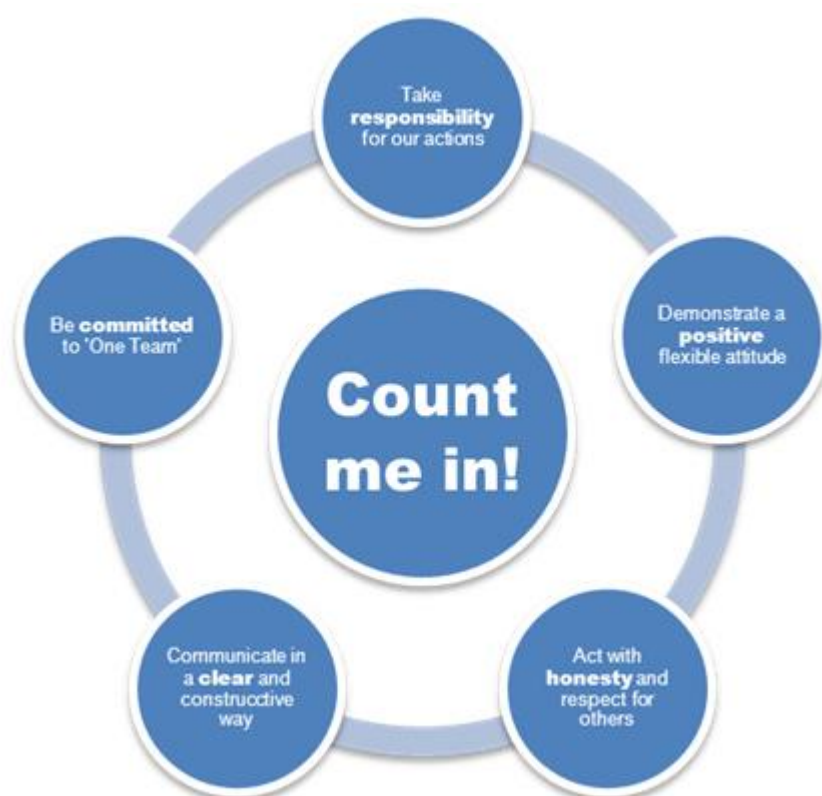 Take
responsibility
for our actions
Demonstrate a
positive
flexible attitude
Act with
honesty and
respect for
others
Communicate in
a clear and
construcctive
way
Be committed
to 'One Team'
Count
me in!